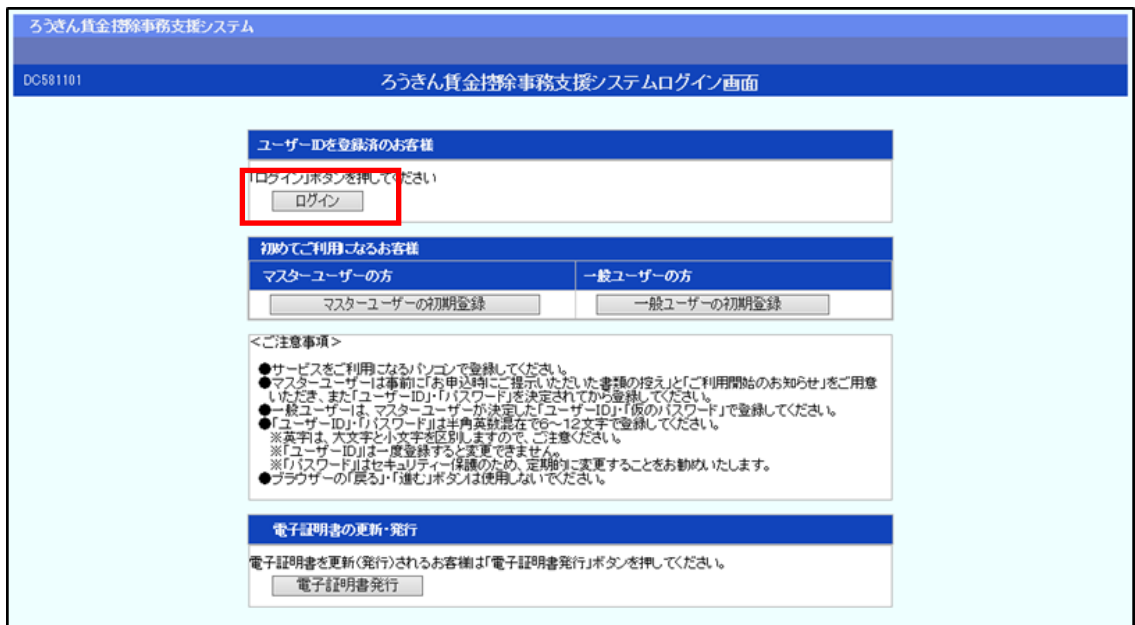 ろうきん賃金控除事務支援システム
DC581101
ろうきん賃金控除事務支援システムログイン画面
ユーザーIDを登録済のお客様
「ログイン」ボタンを押してください
ログイン
初めてご利用になるお客様
マスターユーザーの方
一般ユーザーの方
マスターユーザーの初期登録
一般ユーザーの初期登録
<ご注意事項>
●サービスをご利用になるパソコンで登録してください。
●マスターユーザーは事前に「お申込時にご提示いただいた書類の控え」と「ご利用開始のお知らせ」をご用意
いただき、また「ユーザーID」・「パスワード」を決定されてから登録してください。
●一般ユーザーは、マスターユーザーが決定した「ユーザーID」・「仮のパスワード」で登録してください。
●「ユーザーID」・「パスワード」は半角英数混在で6～12文字で登録してください。
※英字は、大文字と小文字を区別しますので、ご注意ください。
※「ユーザーID」は一度登録すると変更できません。
※「パスワード」はセキュリティー保護のため、定期的に変更することをお勧めいたします。
●ブラウザーの「戻る」・「進む」ボタンは使用しないでください。
電子証明書の更新・発行
電子証明書を更新(発行)されるお客様は「電子証明書発行」ボタンを押してください。
電子証明書発行